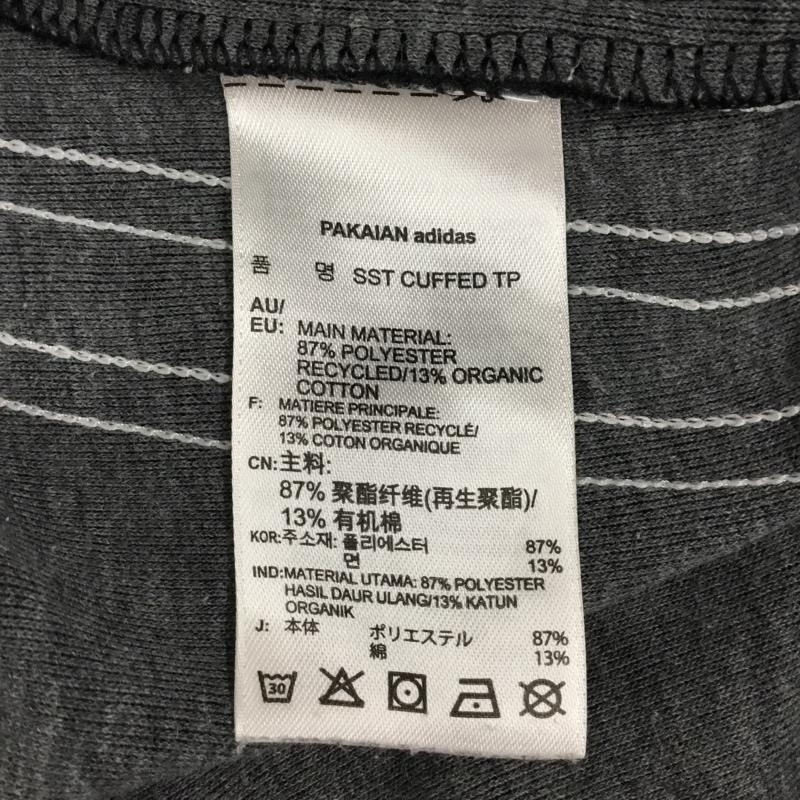 PAKAIAN adidas
품 명 SST CUFFED TP
AU/
EU: MAIN MATERIAL:
87% POLYESTER
RECYCLED/13% ORGANIC
COTTON
F: MATIERE PRINCIPALE:
87% POLYESTER RECYCLÉ/
13% COTON ORGANIQUE
CN:主料:
87% 聚酯纤维(再生聚酯)/
13% 有机棉
KOR:주소재: 폴리에스터 87%
면 13%
IND:MATERIAL UTAMA: 87% POLYESTER
HASIL DAUR ULANG/13% KATUN
ORGANIK
J: 本体 ポリエステル 87%
綿 13%
30